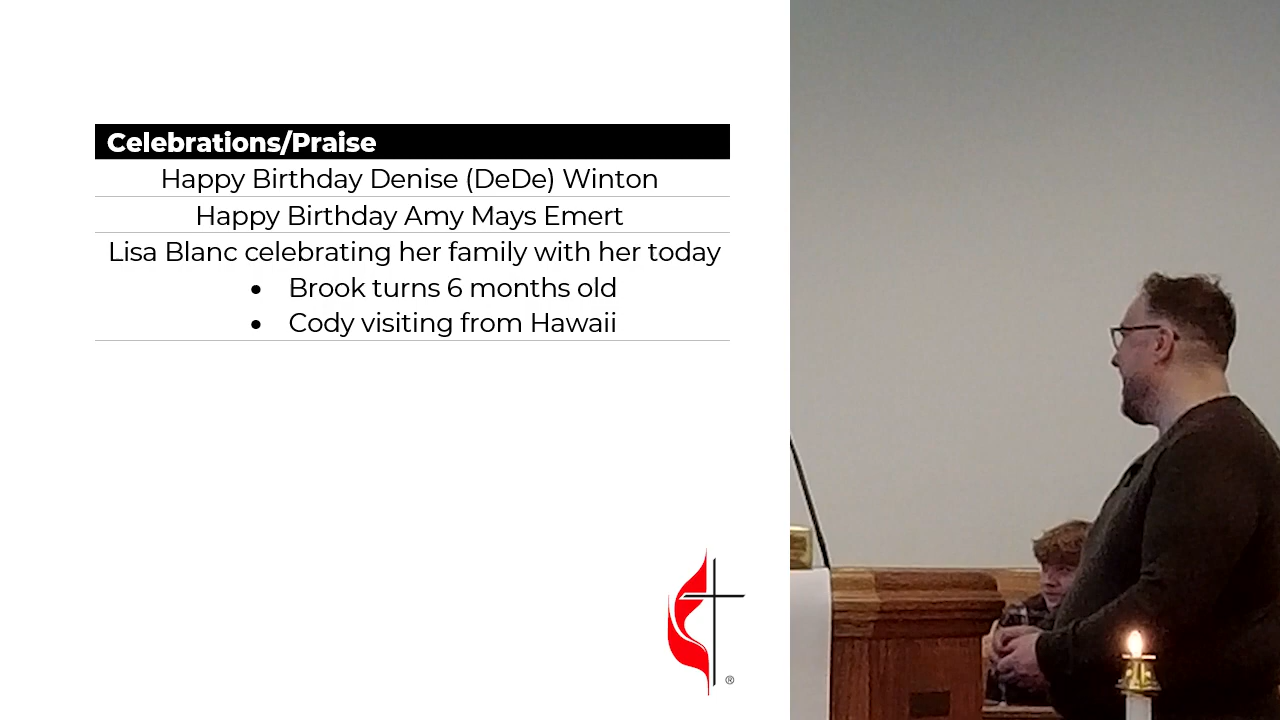 Celebrations/Praise
Happy Birthday Denise (DeDe) Winton
Happy Birthday Amy Mays Emert
Lisa Blanc celebrating her family with her today
• Brook turns 6 months old
• Cody visiting from Hawaii
®